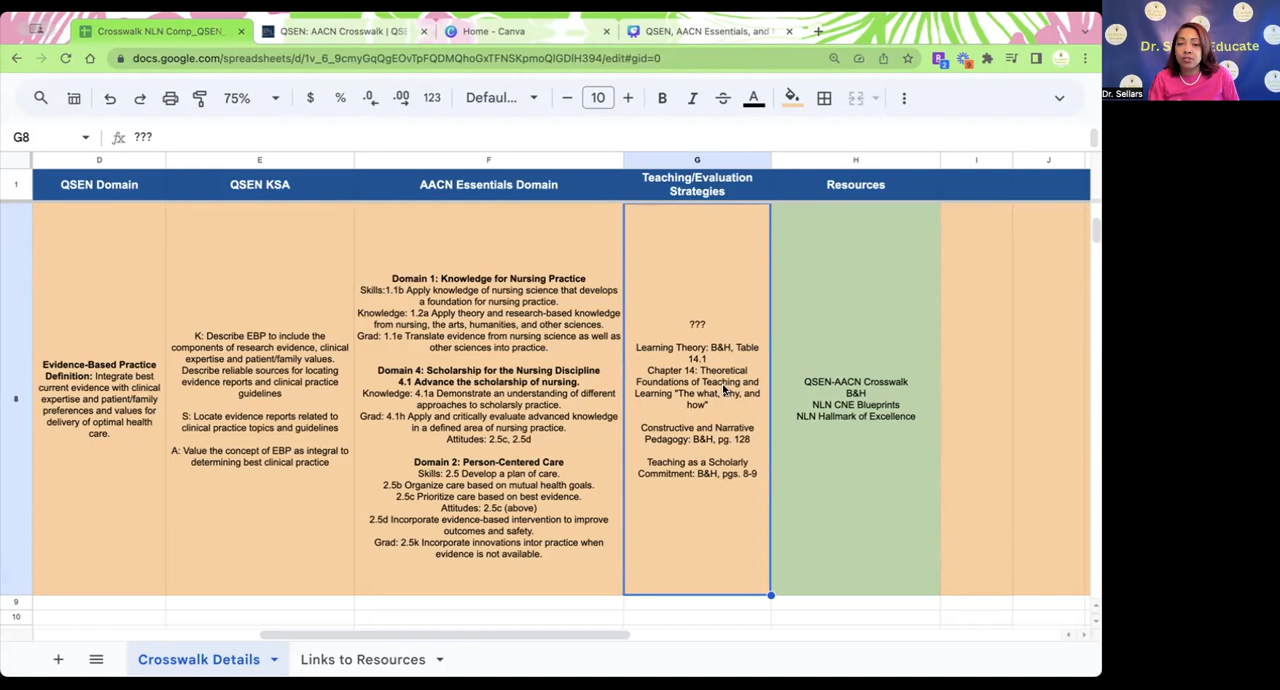 Crosswalk NLN Comp_QSEN_
QSEN: AACN Crosswalk | QSE
Home - Canva
QSEN, AACN Essentials, and
Dr. S
Educate
docs.google.com/spreadsheets/d/1v_6_9cmyGqQgEOvTpFQDMQhoGxTFNSKpmoQlGDlH394/edit#gid=0
Dr. Sellars
75%
$
%
.0
.00
123
Defaul...
10
B
I
A
G8
fx
???
D
E
F
G
H
I
J
1
QSEN Domain
QSEN KSA
AACN Essentials Domain
Teaching/Evaluation
Strategies
Resources
8
Evidence-Based Practice
Definition: Integrate best
current evidence with clinical
expertise and patient/family
preferences and values for
delivery of optimal health
care.
K: Describe EBP to include the
components of research evidence, clinical
expertise and patient/family values.
Describe reliable sources for locating
evidence reports and clinical practice
guidelines
S: Locate evidence reports related to
clinical practice topics and guidelines
A: Value the concept of EBP as integral to
determining best clinical practice
Domain 1: Knowledge for Nursing Practice
Skills:1.1b Apply knowledge of nursing science that develops
a foundation for nursing practice.
Knowledge: 1.2a Apply theory and research-based knowledge
from nursing, the arts, humanities, and other sciences.
Grad: 1.1e Translate evidence from nursing science as well as
other sciences into practice.
Domain 4: Scholarship for the Nursing Discipline
4.1 Advance the scholarship of nursing.
Knowledge: 4.1a Demonstrate an understanding of different
approaches to scholarsly practice.
Grad: 4.1h Apply and critically evaluate advanced knowledge
in a defined area of nursing practice.
Attitudes: 2.5c, 2.5d
Domain 2: Person-Centered Care
Skills: 2.5 Develop a plan of care.
2.5b Organize care based on mutual health goals.
2.5c Prioritize care based on best evidence.
Attitudes: 2.5c (above)
2.5d Incorporate evidence-based intervention to improve
outcomes and safety.
Grad: 2.5k Incorporate innovations intor practice when
evidence is not available.
???
Learning Theory: B&H, Table
14.1
Chapter 14: Theoretical
Foundations of Teaching and
Learning "The what, why, and
how"
Constructive and Narrative
Pedagogy: B&H, pg. 128
Teaching as a Scholarly
Commitment: B&H, pgs. 8-9
QSEN-AACN Crosswalk
B&H
NLN CNE Blueprints
NLN Hallmark of Excellence
9
10
Crosswalk Details
Links to Resources